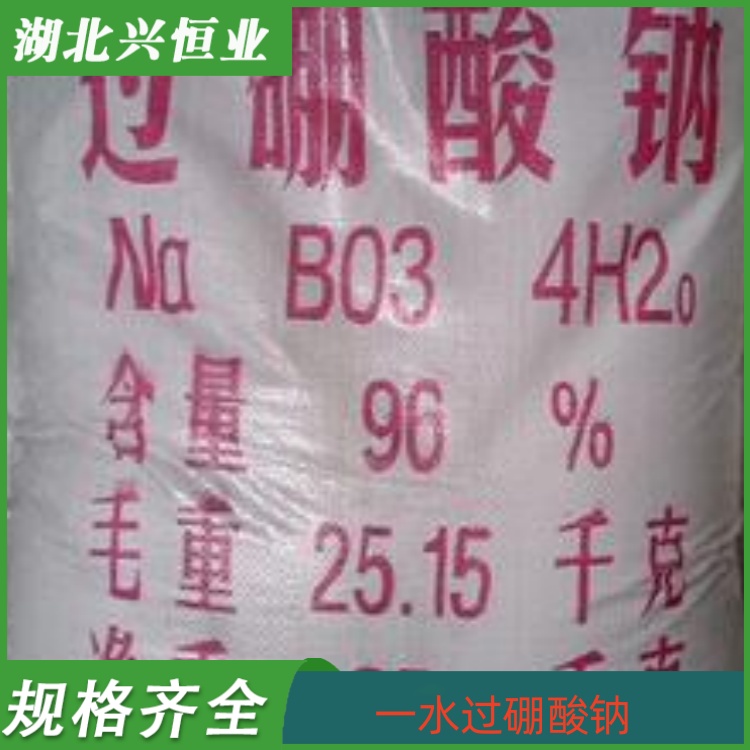 湖北兴恒业
过硼酸钠
Na BO3 4H2O
含量 96 %
毛重 25.15 千克
规格齐全
一水过硼酸钠